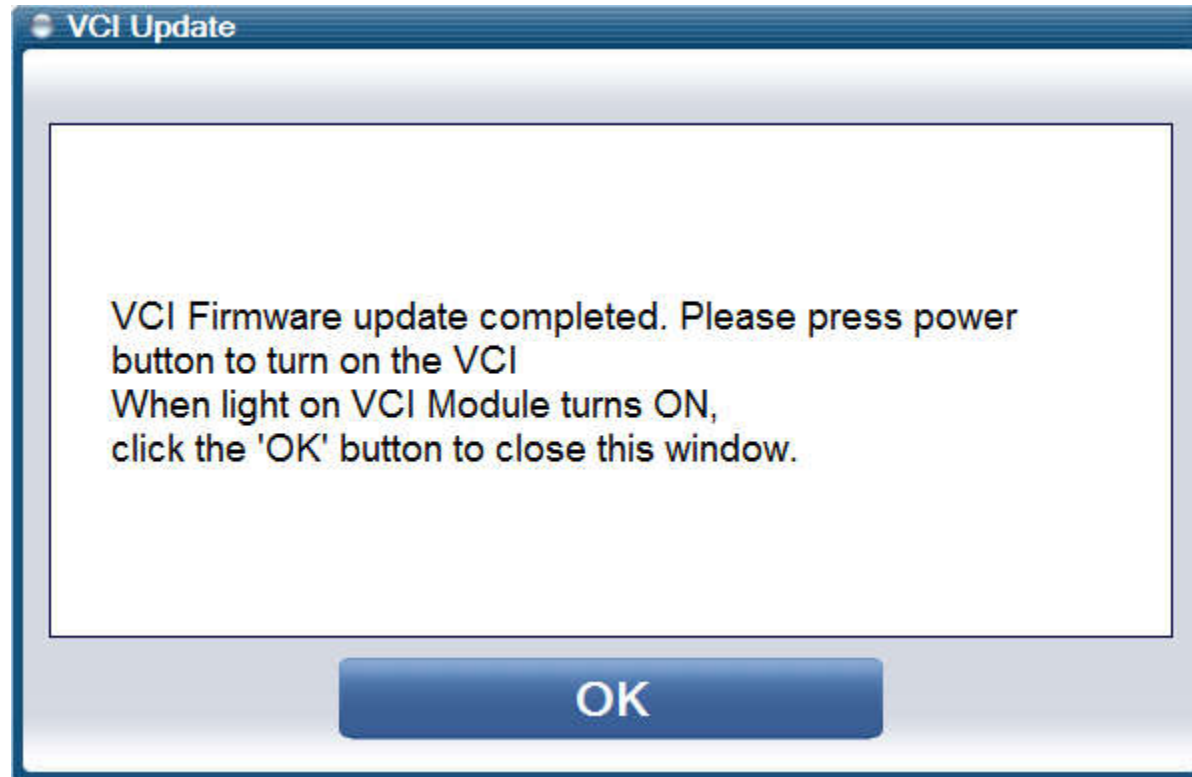 VCI Update
VCI Firmware update completed. Please press power
button to turn on the VCI
When light on VCI Module turns ON,
click the 'OK' button to close this window.
OK